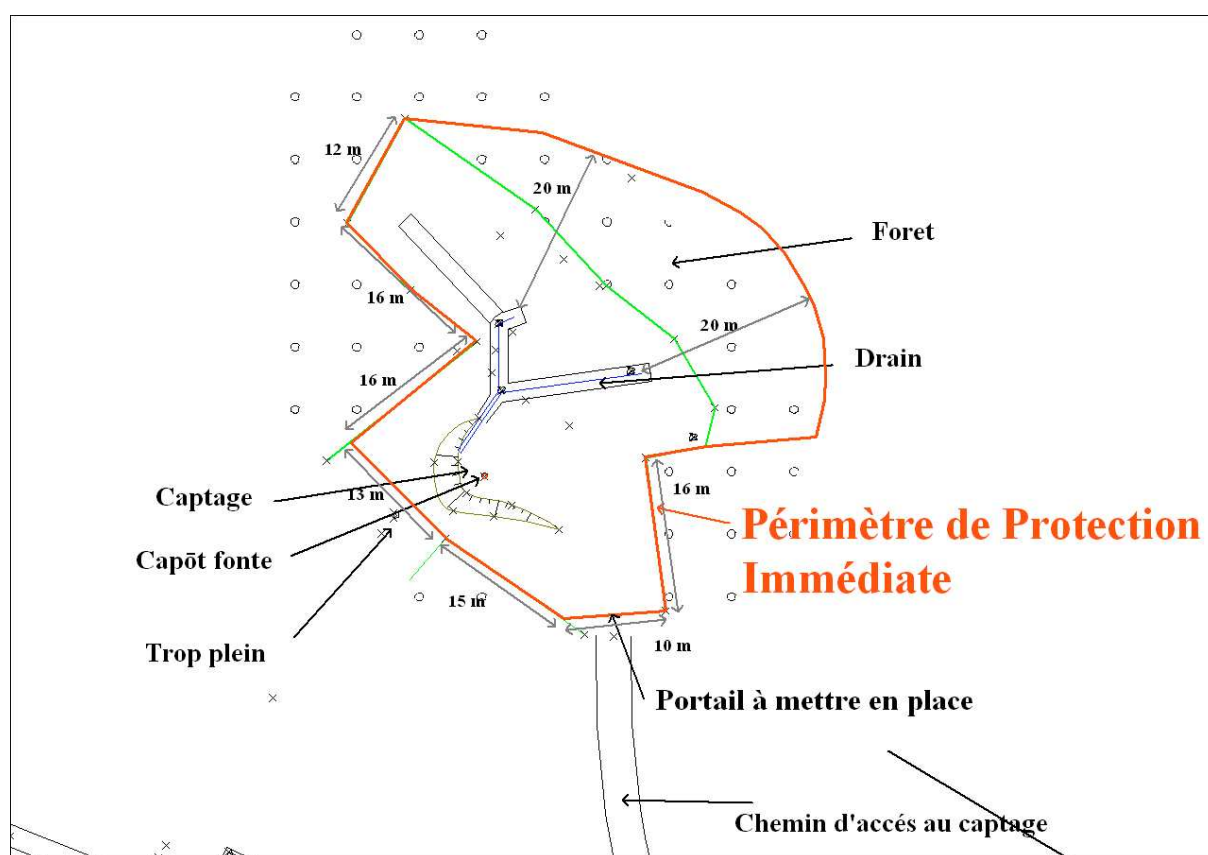 12 m
20 m
Foret
16 m
20 m
Drain
16 m
16 m
Captage
13 m
Périmètre de Protection
Immédiate
Capōt fonte
15 m
Trop plein
10 m
Portail à mettre en place
Chemin d'accés au captage